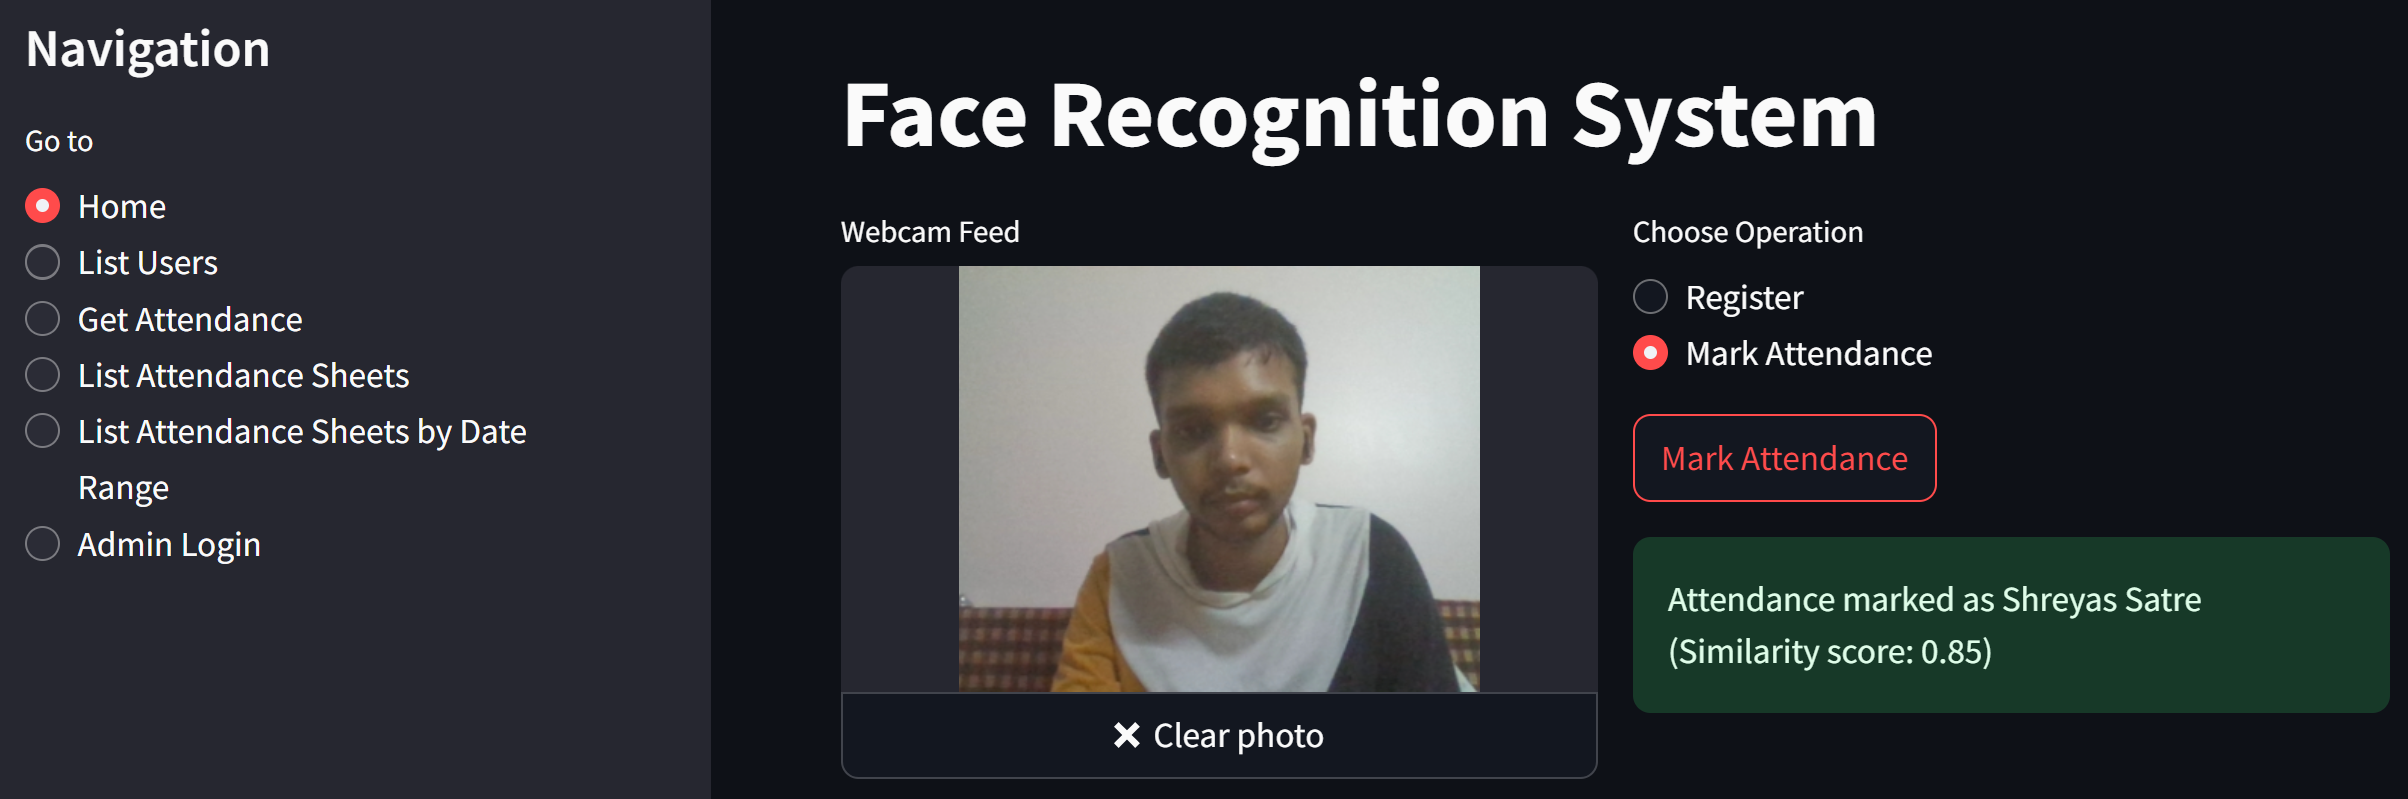 Navigation
Go to
Home
List Users
Get Attendance
List Attendance Sheets
List Attendance Sheets by Date
Range
Admin Login
Face Recognition System
Webcam Feed
Clear photo
Choose Operation
Register
Mark Attendance
Mark Attendance
Attendance marked as Shreyas Satre
(Similarity score: 0.85)